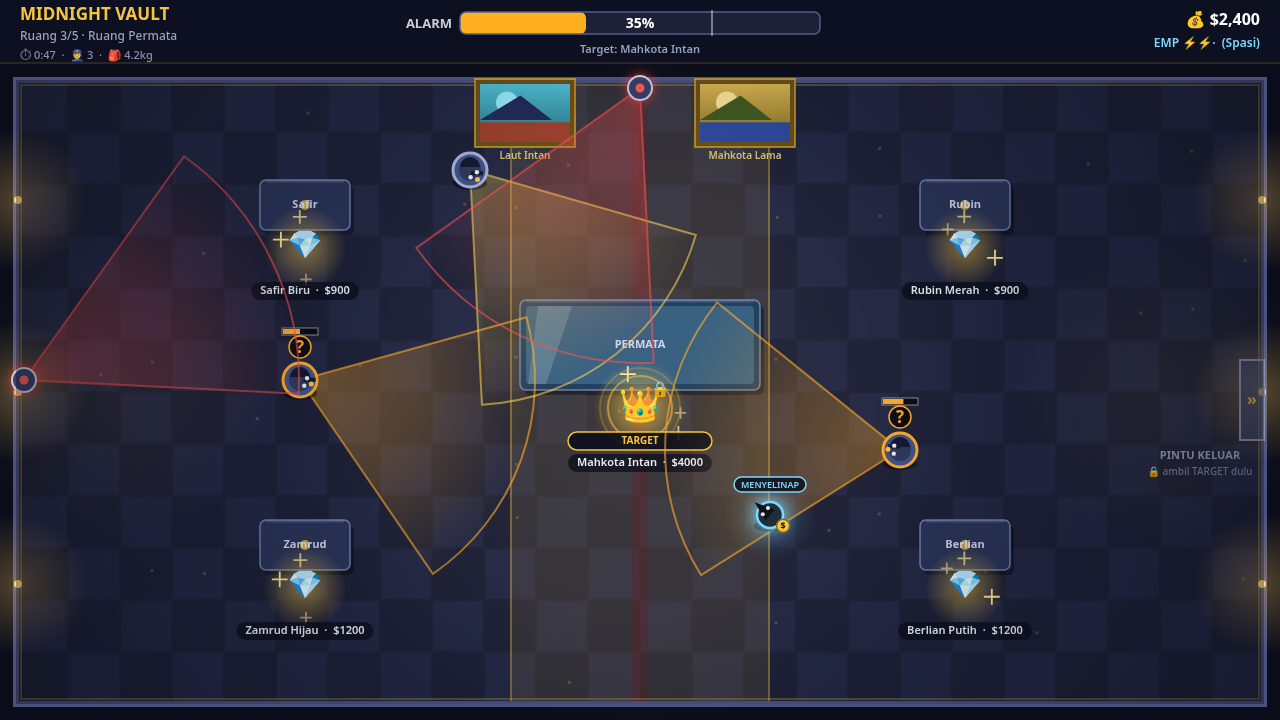 MIDNIGHT VAULT
Ruang 3/5 · Ruang Permata
0:47 · 3 · 4.2kg
ALARM 35%
Target: Mahkota Intan
$2,400
EMP ⚡⚡· (Spasi)
Laut Intan
Mahkota Lama
Safir
Rubin
Safir Biru · $900
Rubin Merah · $900
?
PERMATA
?
TARGET
Mahkota Intan · $4000
»
PINTU KELUAR
ambil TARGET dulu
MENYELINAP
$
Zamrud
Berlian
Zamrud Hijau · $1200
Berlian Putih · $1200